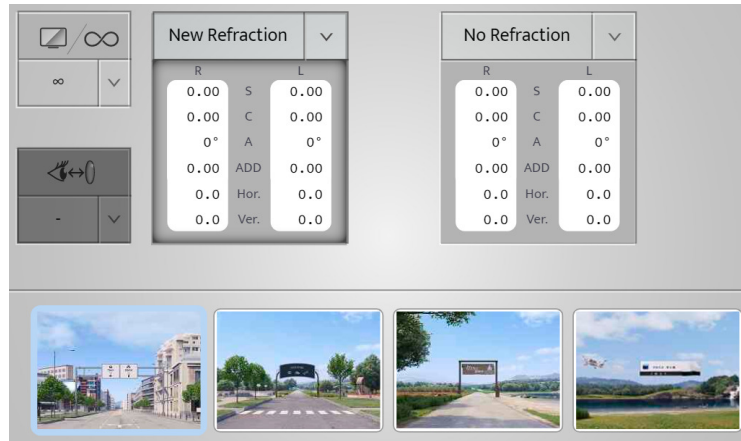 New Refraction
No Refraction
∞
R L
R L
0.00 S 0.00
0.00 S 0.00
0.00 C 0.00
0.00 C 0.00
0° A 0°
0° A 0°
0.00 ADD 0.00
0.00 ADD 0.00
-
0.0 Hor. 0.0
0.0 Hor. 0.0
0.0 Ver. 0.0
0.0 Ver. 0.0